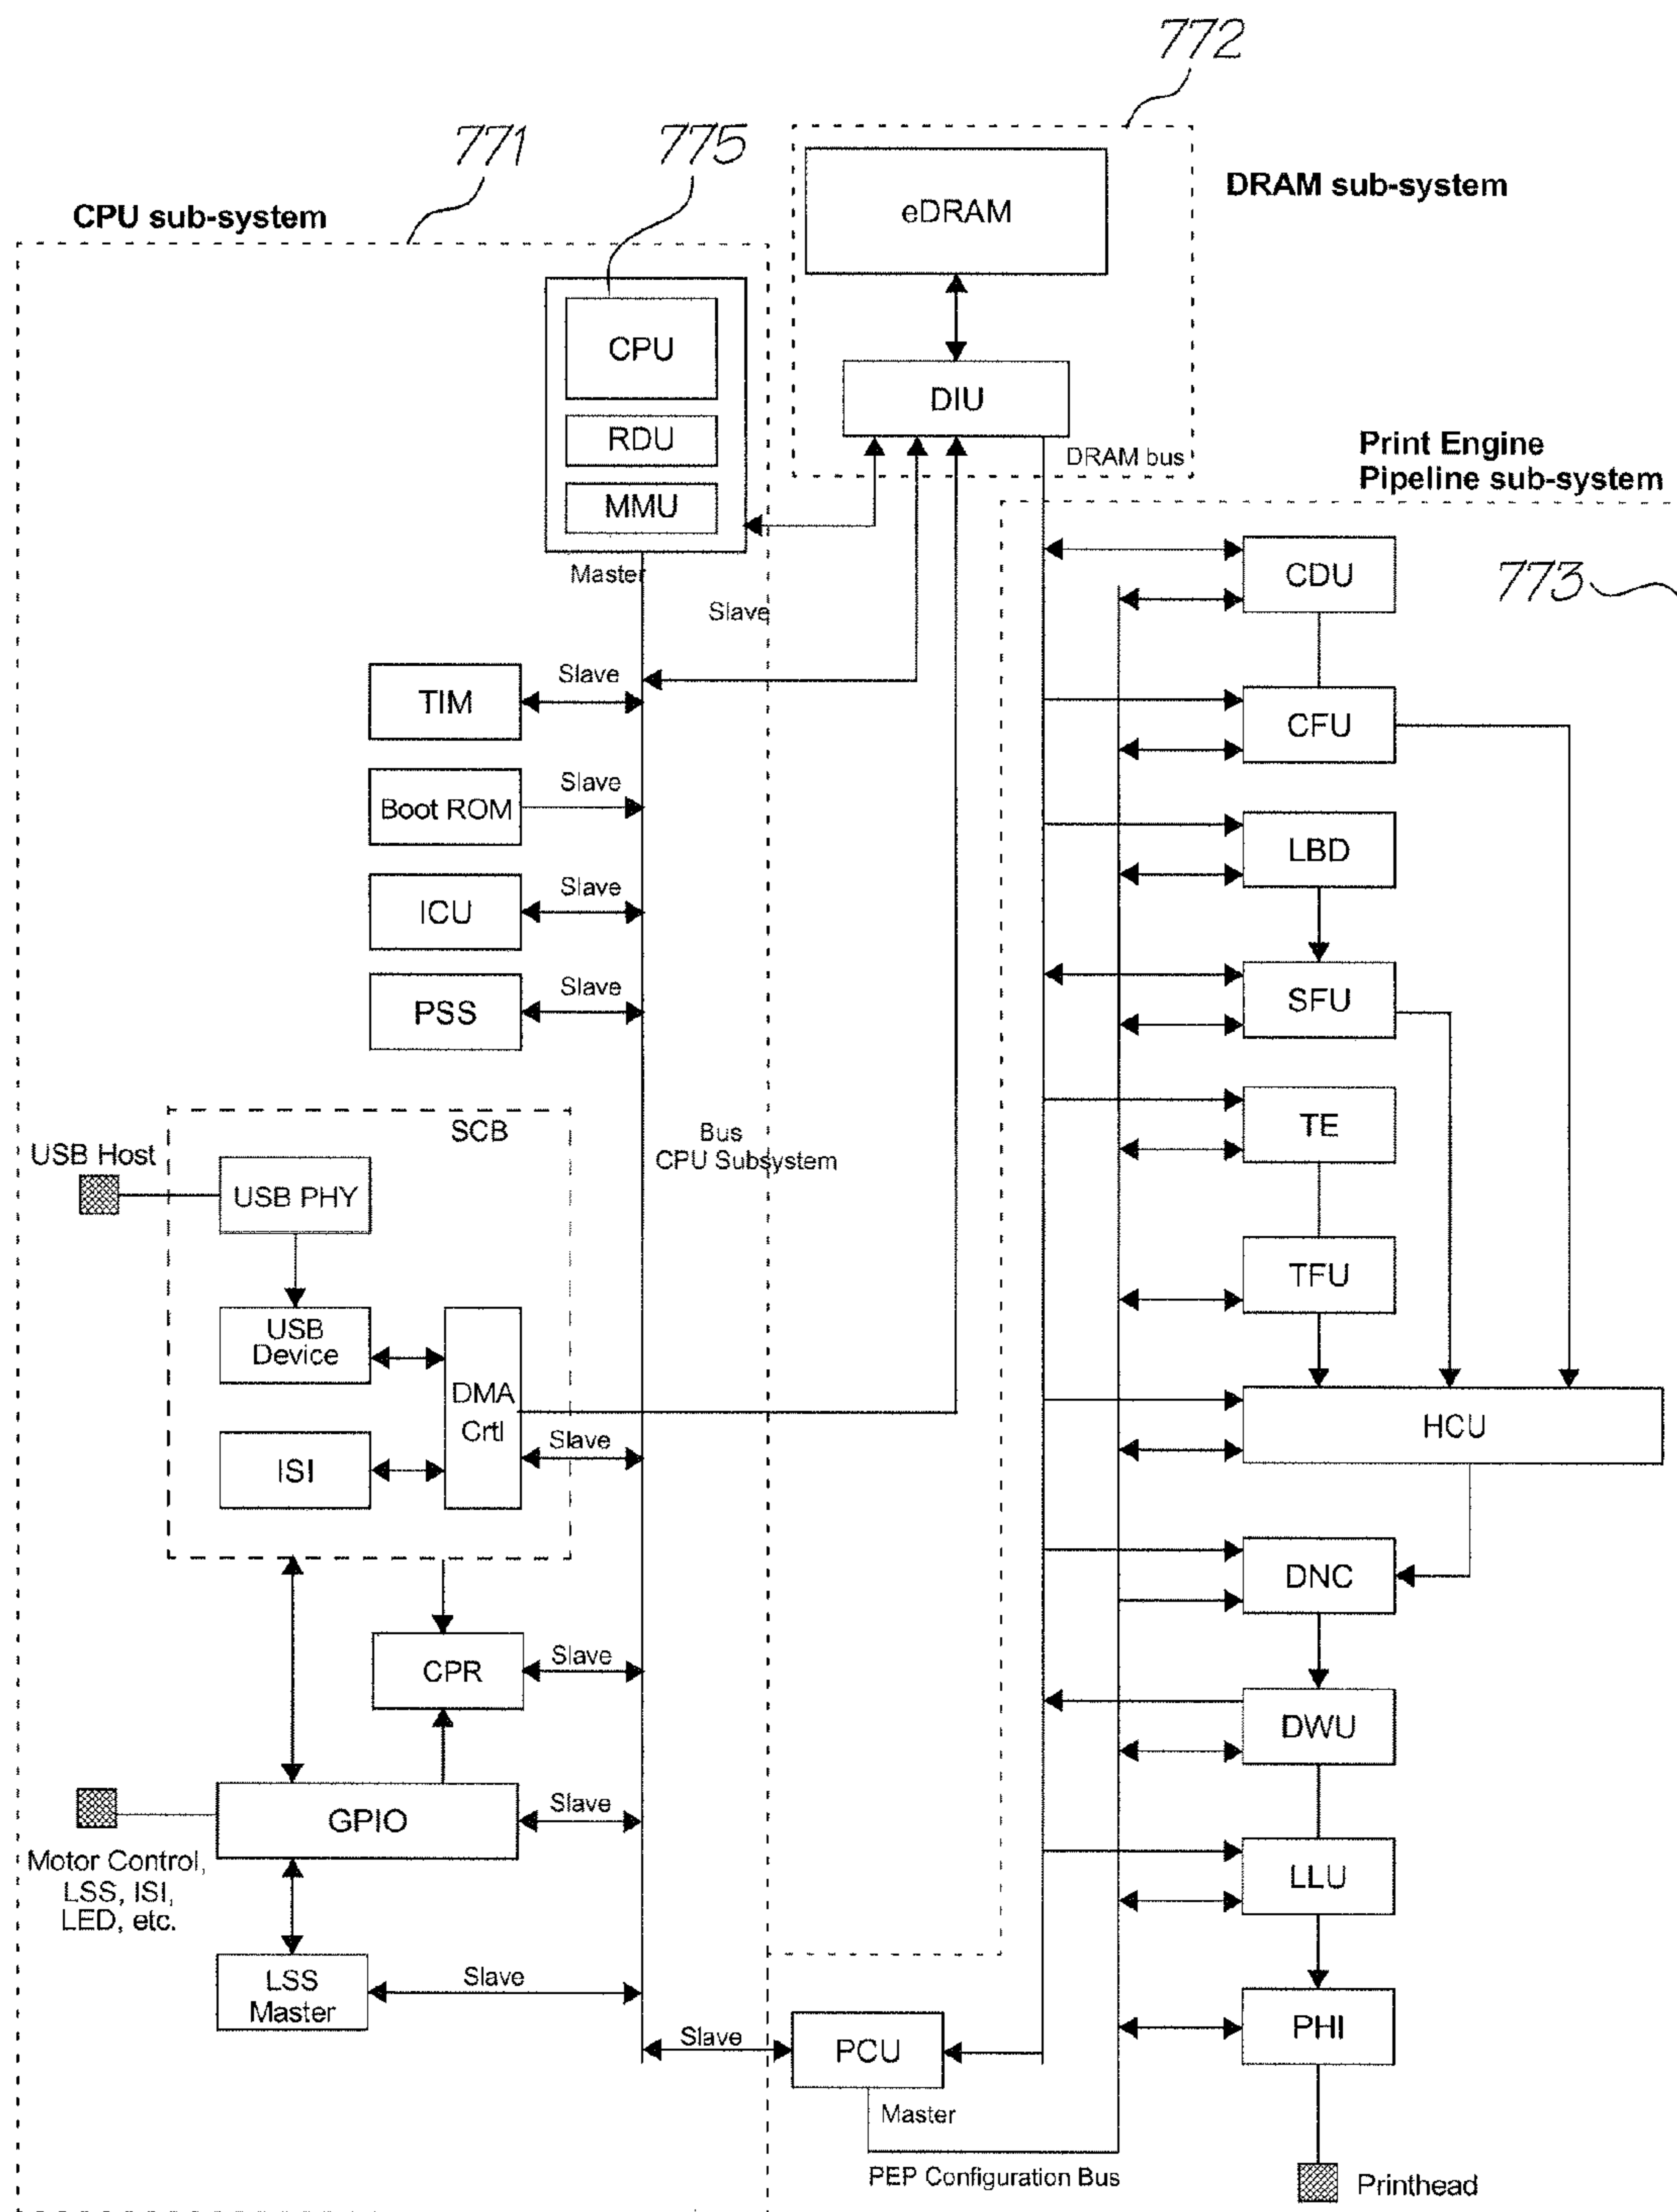 772
771
775
CPU sub-system
DRAM sub-system
eDRAM
CPU
RDU
MMU
DIU
DRAM bus
Print Engine
Pipeline sub-system
773
Master
Slave
TIM
Slave
Boot ROM
Slave
ICU
Slave
PSS
Slave
CDU
CFU
LBD
SFU
TE
TFU
HCU
DNC
DWU
LLU
PHI
Printhead
SCB
USB Host
USB PHY
USB
Device
DMA
Crtl
ISI
Slave
Bus
CPU Subsystem
CPR
Slave
GPIO
Slave
Motor Control,
LSS, ISI,
LED, etc.
LSS
Master
Slave
Slave
PCU
Master
PEP Configuration Bus